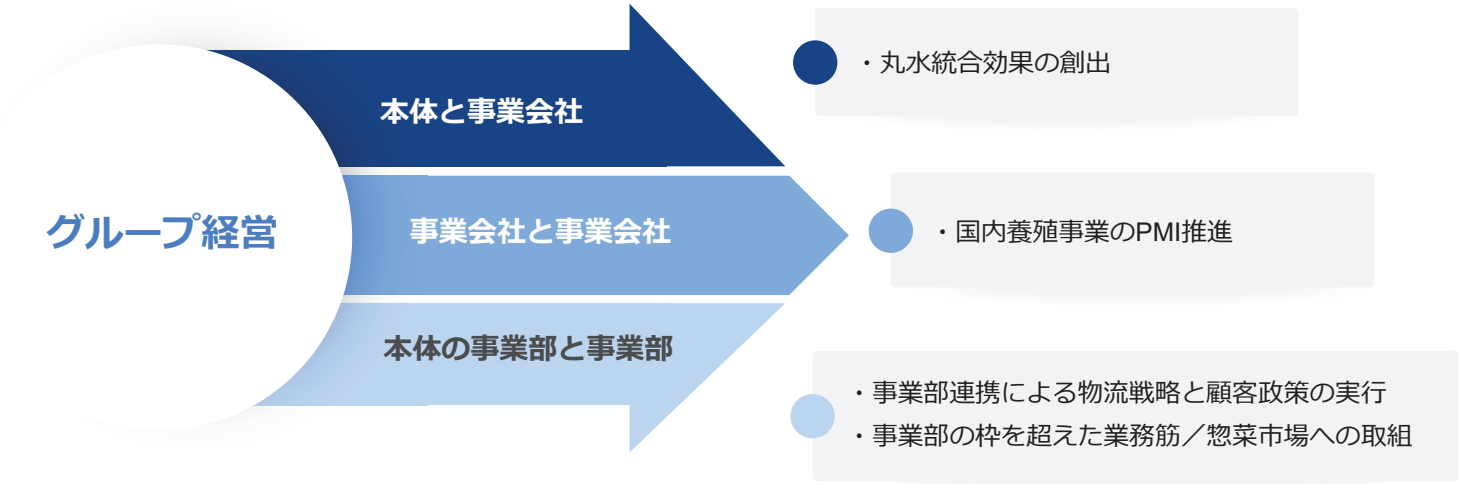 グループ経営
本体と事業会社
・丸水統合効果の創出
事業会社と事業会社
・国内養殖事業のPMI推進
本体の事業部と事業部
・事業部連携による物流戦略と顧客政策の実行
・事業部の枠を超えた業務筋／惣菜市場への取組